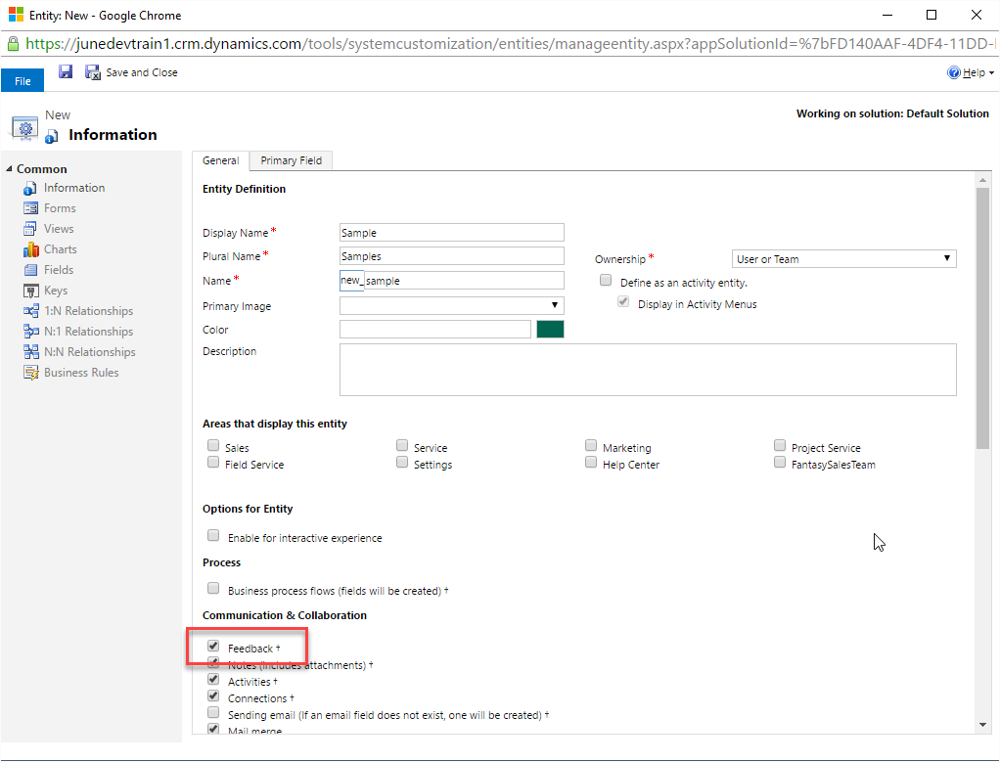 Entity: New - Google Chrome
https://junedevtrain1.crm.dynamics.com/tools/systemcustomization/entities/manageentity.aspx?appSolutionId=%7bFD140AAF-4DF4-11DD-
File
Save and Close
Help
New
Information
Working on solution: Default Solution
Common
Information
Forms
Views
Charts
Fields
Keys
1:N Relationships
N:1 Relationships
N:N Relationships
Business Rules
General
Primary Field
Entity Definition
Display Name *
Sample
Plural Name *
Samples
Name *
new_ sample
Primary Image
Color
Description
Ownership *
User or Team
Define as an activity entity.
Display in Activity Menus
Areas that display this entity
Sales
Service
Marketing
Project Service
Field Service
Settings
Help Center
FantasySalesTeam
Options for Entity
Enable for interactive experience
Process
Business process flows (fields will be created) †
Communication & Collaboration
Feedback †
Notes (includes attachments) †
Activities †
Connections †
Sending email (If an email field does not exist, one will be created) †
Mail merge